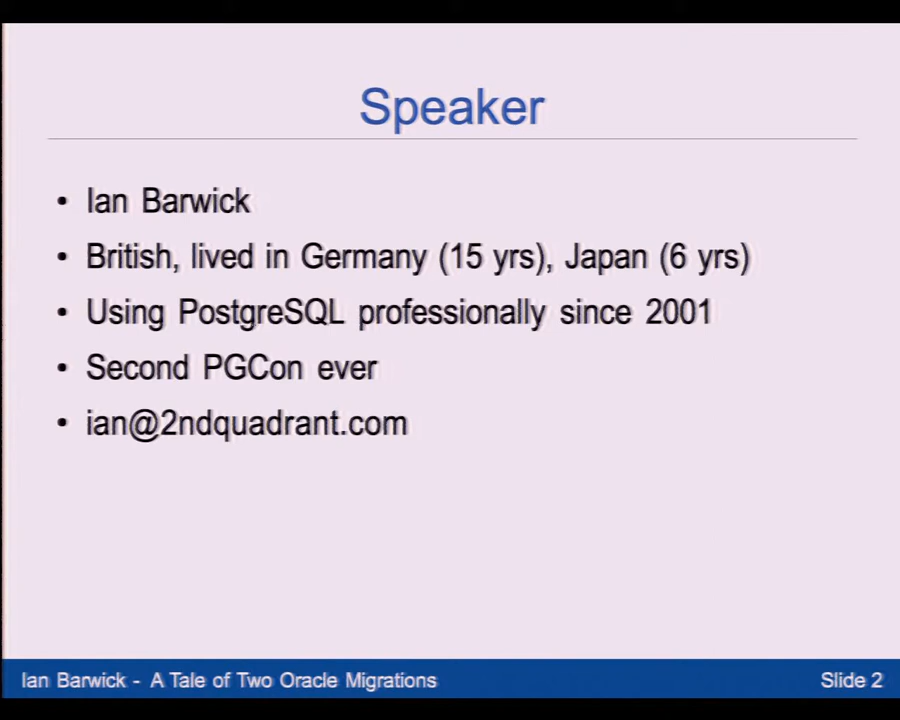 Speaker
• Ian Barwick
• British, lived in Germany (15 yrs), Japan (6 yrs)
• Using PostgreSQL professionally since 2001
• Second PGCon ever
• ian@2ndquadrant.com
Ian Barwick - A Tale of Two Oracle Migrations
Slide 2